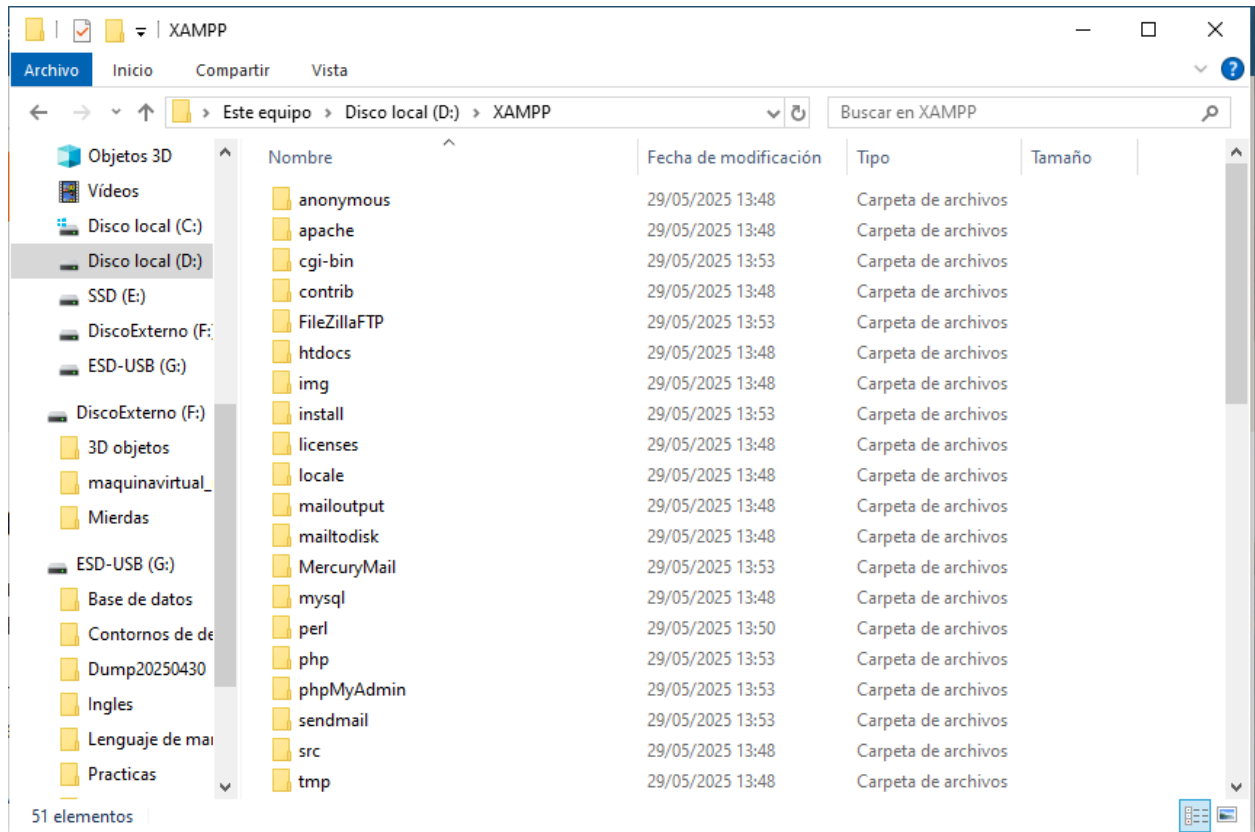 XAMPP
Archivo Inicio Compartir Vista
Este equipo > Disco local (D:) > XAMPP Buscar en XAMPP
Objetos 3D
Vídeos
Disco local (C:)
Disco local (D:)
SSD (E:)
DiscoExterno (F:
ESD-USB (G:)
DiscoExterno (F:)
3D objetos
maquinavirtual_
Mierdas
ESD-USB (G:)
Base de datos
Contornos de de
Dump20250430
Ingles
Lenguaje de mar
Practicas
Nombre Fecha de modificación Tipo Tamaño
anonymous 29/05/2025 13:48 Carpeta de archivos
apache 29/05/2025 13:48 Carpeta de archivos
cgi-bin 29/05/2025 13:53 Carpeta de archivos
contrib 29/05/2025 13:48 Carpeta de archivos
FileZillaFTP 29/05/2025 13:53 Carpeta de archivos
htdocs 29/05/2025 13:48 Carpeta de archivos
img 29/05/2025 13:48 Carpeta de archivos
install 29/05/2025 13:53 Carpeta de archivos
licenses 29/05/2025 13:48 Carpeta de archivos
locale 29/05/2025 13:48 Carpeta de archivos
mailoutput 29/05/2025 13:48 Carpeta de archivos
mailtodisk 29/05/2025 13:48 Carpeta de archivos
MercuryMail 29/05/2025 13:53 Carpeta de archivos
mysql 29/05/2025 13:48 Carpeta de archivos
perl 29/05/2025 13:50 Carpeta de archivos
php 29/05/2025 13:53 Carpeta de archivos
phpMyAdmin 29/05/2025 13:53 Carpeta de archivos
sendmail 29/05/2025 13:53 Carpeta de archivos
src 29/05/2025 13:48 Carpeta de archivos
tmp 29/05/2025 13:48 Carpeta de archivos
51 elementos